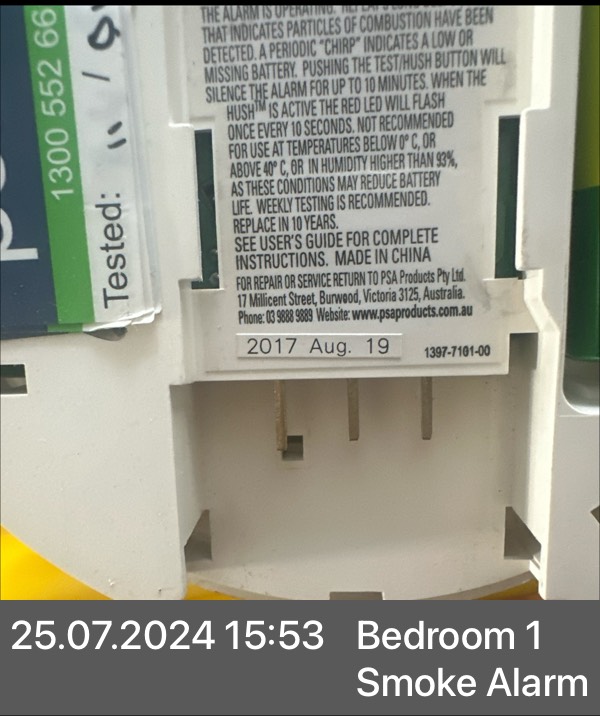 THE ALARM IS OPERATING.
THAT INDICATES PARTICLES OF COMBUSTION HAVE BEEN
DETECTED. A PERIODIC "CHIRP" INDICATES A LOW OR
MISSING BATTERY. PUSHING THE TEST/HUSH BUTTON WILL
SILENCE THE ALARM FOR UP TO 10 MINUTES. WHEN THE
HUSH™ IS ACTIVE THE RED LED WILL FLASH
ONCE EVERY 10 SECONDS. NOT RECOMMENDED
FOR USE AT TEMPERATURES BELOW 0° C, OR
ABOVE 40° C, OR IN HUMIDITY HIGHER THAN 93%,
AS THESE CONDITIONS MAY REDUCE BATTERY
LIFE. WEEKLY TESTING IS RECOMMENDED.
REPLACE IN 10 YEARS.
SEE USER'S GUIDE FOR COMPLETE
INSTRUCTIONS. MADE IN CHINA
FOR REPAIR OR SERVICE RETURN TO PSA Products Pty Ltd.
17 Millicent Street, Burwood, Victoria 3125, Australia.
Phone: 03 9888 9889 Website: www.psaproducts.com.au
2017 Aug. 19
1397-7101-00
1300 552 66
Tested:
25.07.2024 15:53
Bedroom 1
Smoke Alarm